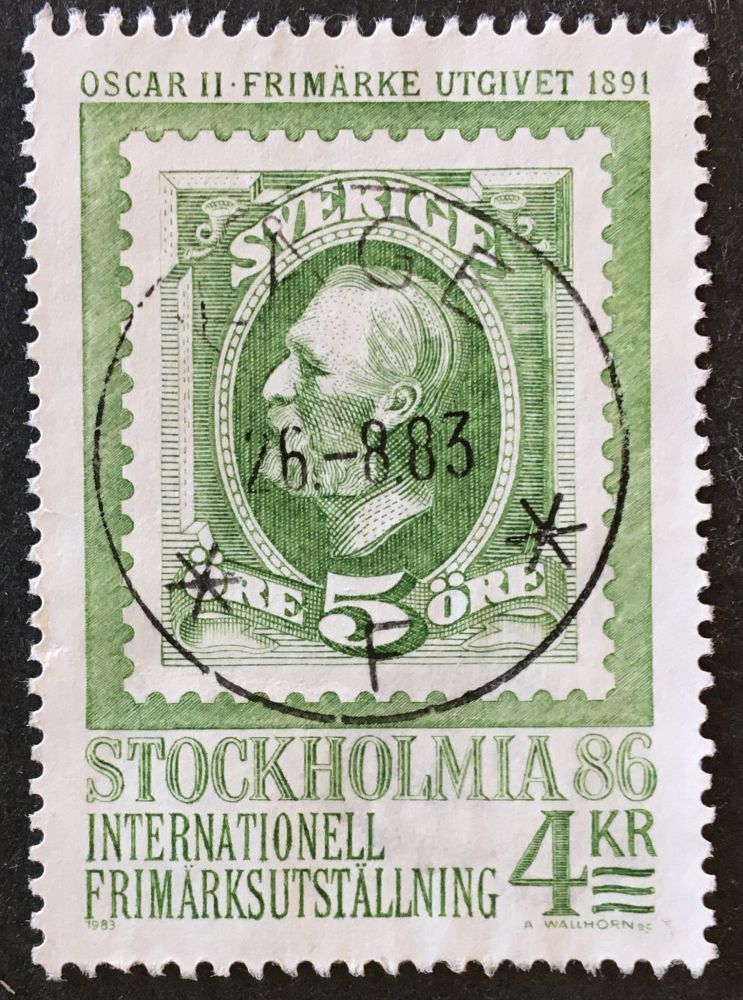 OSCAR II · FRIMÄRKE UTGIVET 1891
SVERIGE
26.-8.83
ÖRE 5 ÖRE
F
STOCKHOLMIA 86
INTERNATIONELL
FRIMÄRKSUTSTÄLLNING
4 KR
1983
A WALLHORN SC